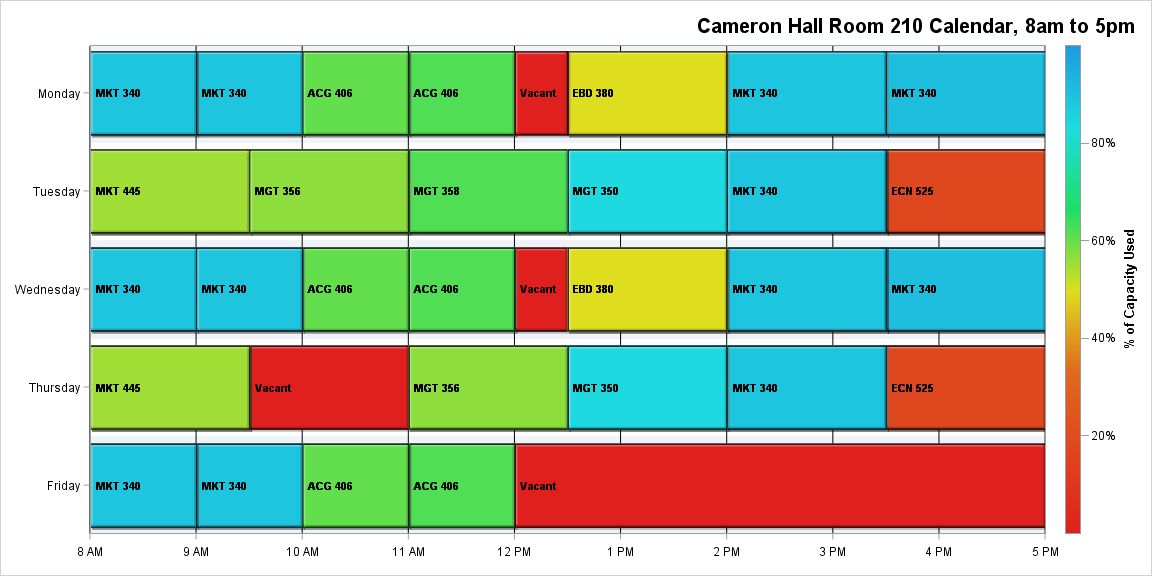 Cameron Hall Room 210 Calendar, 8am to 5pm
Monday
MKT 340
MKT 340
ACG 406
ACG 406
Vacant
EBD 380
MKT 340
MKT 340
Tuesday
MKT 445
MGT 356
MGT 358
MGT 350
MKT 340
ECN 525
Wednesday
MKT 340
MKT 340
ACG 406
ACG 406
Vacant
EBD 380
MKT 340
MKT 340
Thursday
MKT 445
Vacant
MGT 356
MGT 350
MKT 340
ECN 525
Friday
MKT 340
MKT 340
ACG 406
ACG 406
Vacant
8 AM
9 AM
10 AM
11 AM
12 PM
1 PM
2 PM
3 PM
4 PM
5 PM
80%
60%
40%
20%
% of Capacity Used